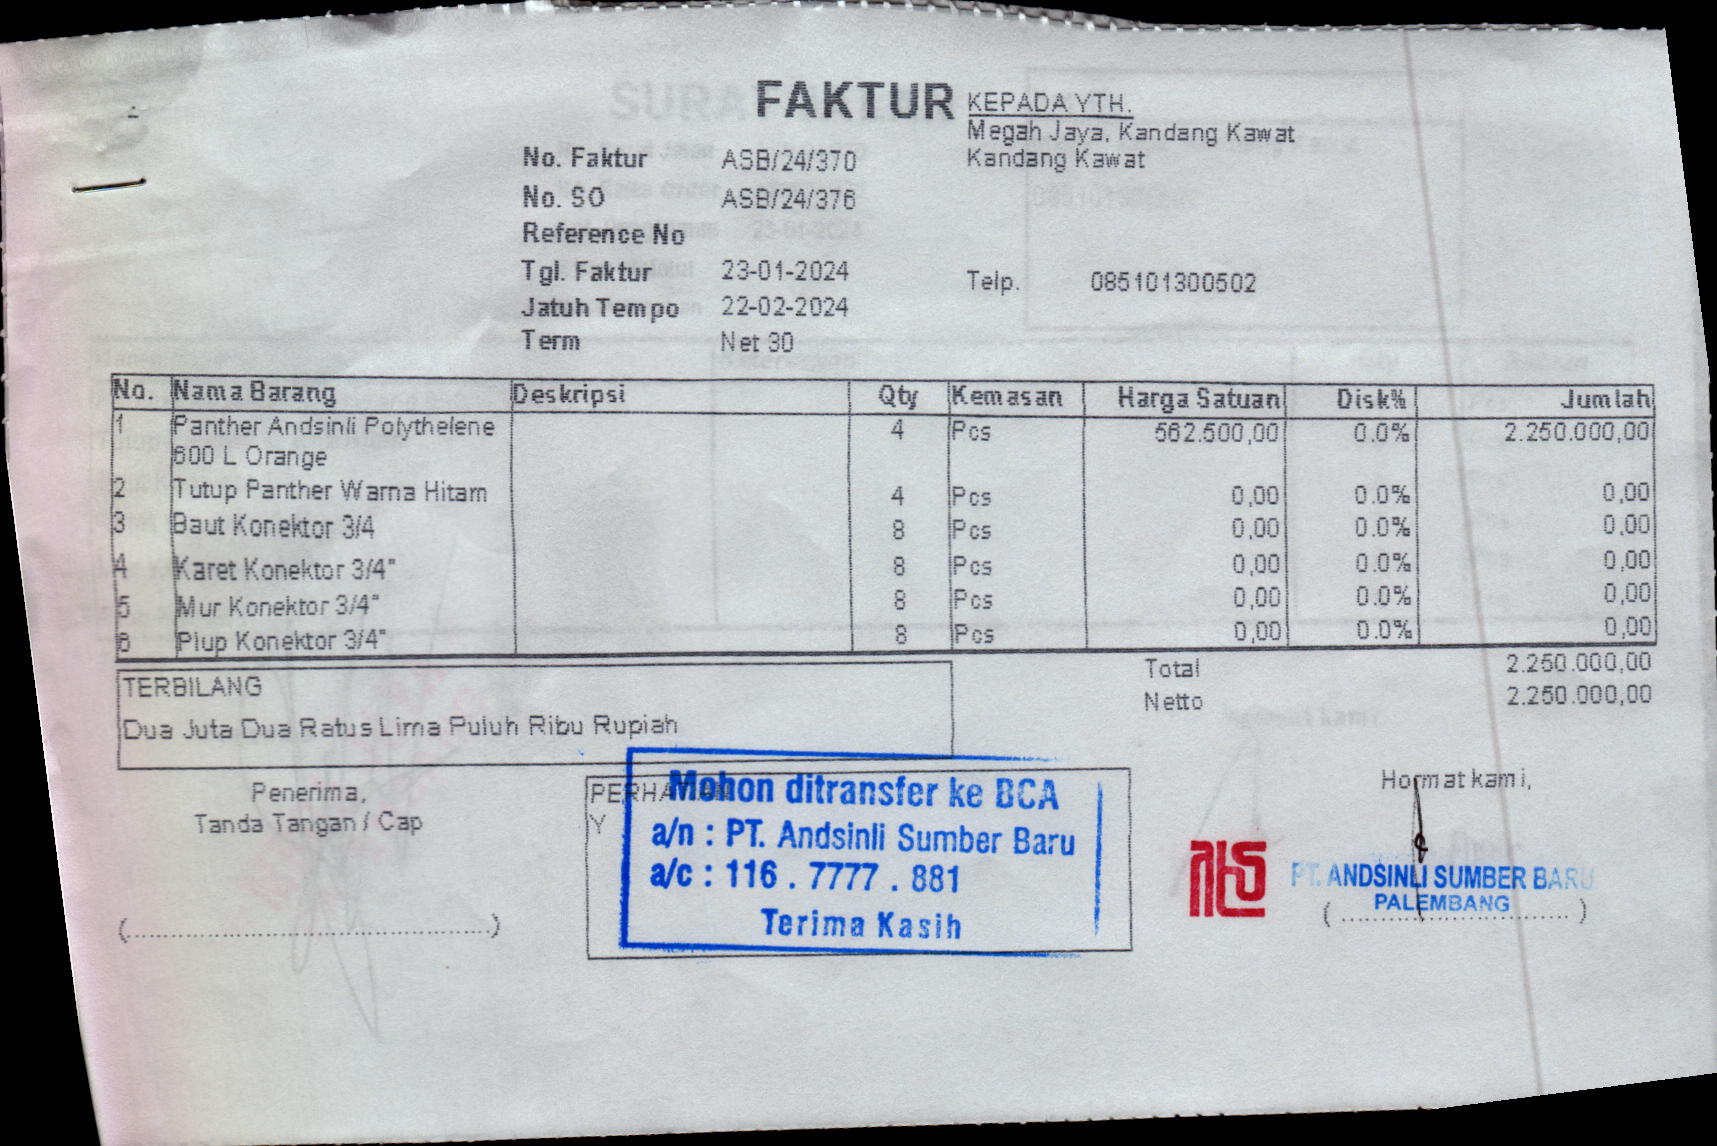 FAKTUR
KEPADA YTH.
Megah Jaya, Kandang Kawat
Kandang Kawat
No. Faktur ASB/24/370
No. SO ASB/24/376
Reference No
Tgl. Faktur 23-01-2024
Jatuh Tempo 22-02-2024
Term Net 30
Telp. 085101300502
No. Nama Barang Deskripsi Qty Kemasan Harga Satuan Disk% Jumlah
1 Panther Andsinli Polythelene 4 Pcs 562.500,00 0.0% 2.250.000,00
600 L Orange
2 Tutup Panther Warna Hitam 4 Pcs 0,00 0.0% 0,00
3 Baut Konektor 3/4 8 Pcs 0,00 0.0% 0,00
4 Karet Konektor 3/4" 8 Pcs 0,00 0.0% 0,00
5 Mur Konektor 3/4" 8 Pcs 0,00 0.0% 0,00
6 Plup Konektor 3/4" 8 Pcs 0,00 0.0% 0,00
Total 2.250.000,00
Netto 2.250.000,00
TERBILANG
Dua Juta Dua Ratus Lima Puluh Ribu Rupiah
Penerima,
Tanda Tangan / Cap
(..................................................)
Mohon ditransfer ke BCA
a/n : PT. Andsinli Sumber Baru
a/c : 116 . 7777 . 881
Terima Kasih
Hormat kami,
PT. ANDSINLI SUMBER BARU
PALEMBANG
(................................)